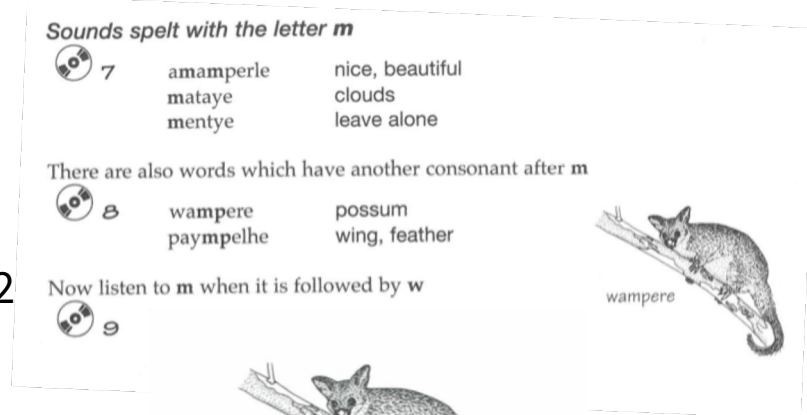 Sounds spelt with the letter m
7 amamperle nice, beautiful
mataye clouds
mentye leave alone
There are also words which have another consonant after m
8 wampere possum
paympelhe wing, feather
2 Now listen to m when it is followed by w
9
wampere